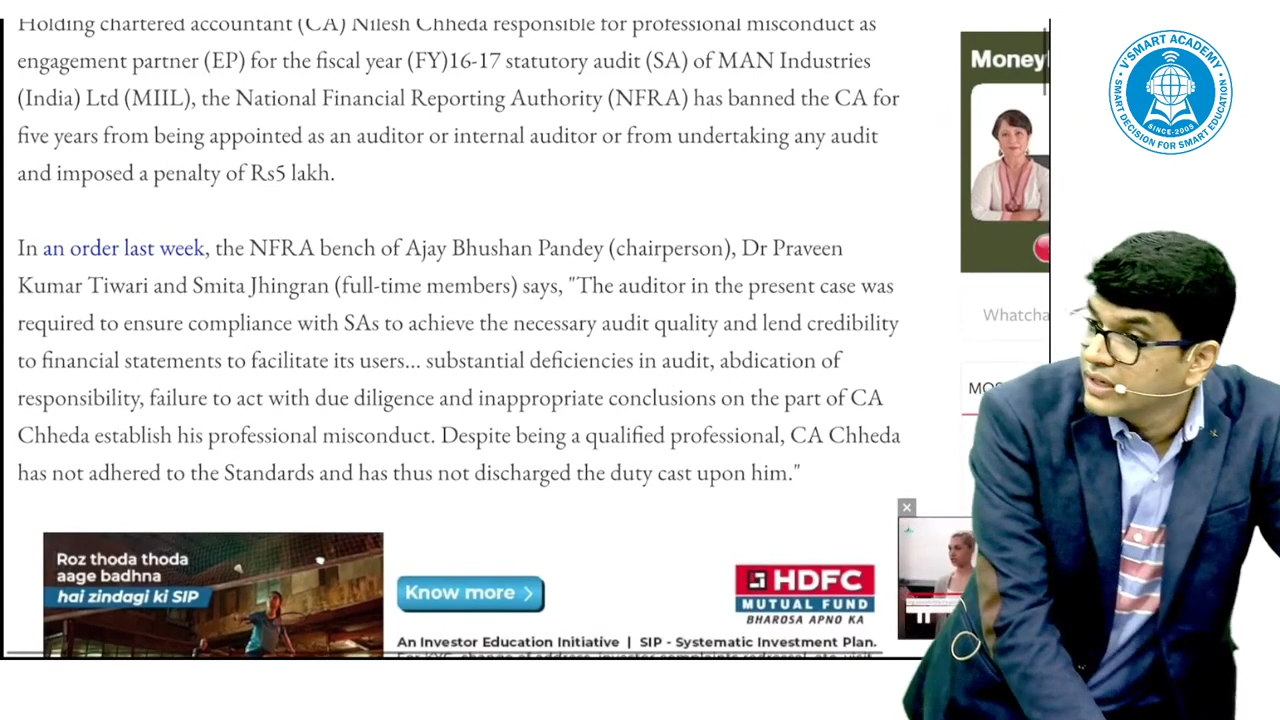 Holding chartered accountant (CA) Nilesh Chheda responsible for professional misconduct as
engagement partner (EP) for the fiscal year (FY)16-17 statutory audit (SA) of MAN Industries
(India) Ltd (MIIL), the National Financial Reporting Authority (NFRA) has banned the CA for
five years from being appointed as an auditor or internal auditor or from undertaking any audit
and imposed a penalty of Rs5 lakh.
In an order last week, the NFRA bench of Ajay Bhushan Pandey (chairperson), Dr Praveen
Kumar Tiwari and Smita Jhingran (full-time members) says, "The auditor in the present case was
required to ensure compliance with SAs to achieve the necessary audit quality and lend credibility
to financial statements to facilitate its users... substantial deficiencies in audit, abdication of
responsibility, failure to act with due diligence and inappropriate conclusions on the part of CA
Chheda establish his professional misconduct. Despite being a qualified professional, CA Chheda
has not adhered to the Standards and has thus not discharged the duty cast upon him."
Roz thoda thoda
aage badhna
hai zindagi ki SIP
Know more
HDFC
MUTUAL FUND
BHAROSA APNO KA
An Investor Education Initiative | SIP - Systematic Investment Plan.
Money
Whatcha
MOS
V'SMART ACADEMY
SINCE-2005
SMART DECISION FOR SMART EDUCATION